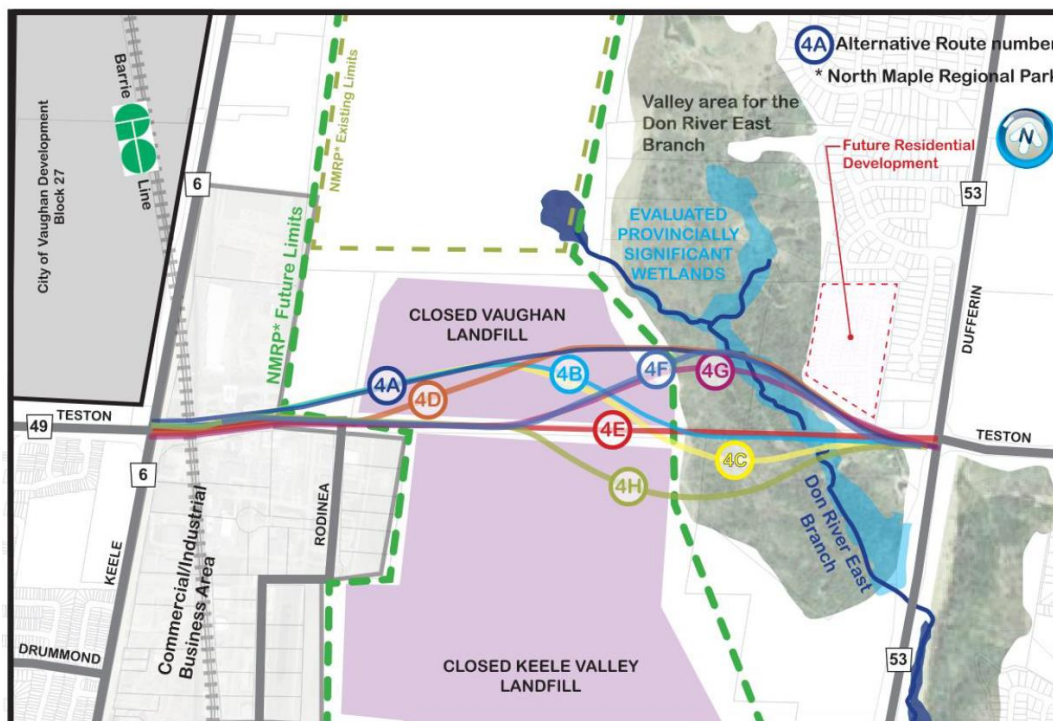 4A Alternative Route number
* North Maple Regional Park
N
Barrie
GO
Line
City of Vaughan Development
Block 27
6
NMRP* Existing Limits
NMRP* Future Limits
Valley area for the
Don River East
Branch
Future Residential
Development
53
EVALUATED
PROVINCIALLY
SIGNIFICANT
WETLANDS
DUFFERIN
CLOSED VAUGHAN
LANDFILL
4A
4D
4B
4F
4G
4E
4C
4H
TESTON
49
TESTON
6
KEELE
Commercial/Industrial
Business Area
RODINEA
Don River East
Branch
DRUMMOND
CLOSED KEELE VALLEY
LANDFILL
53